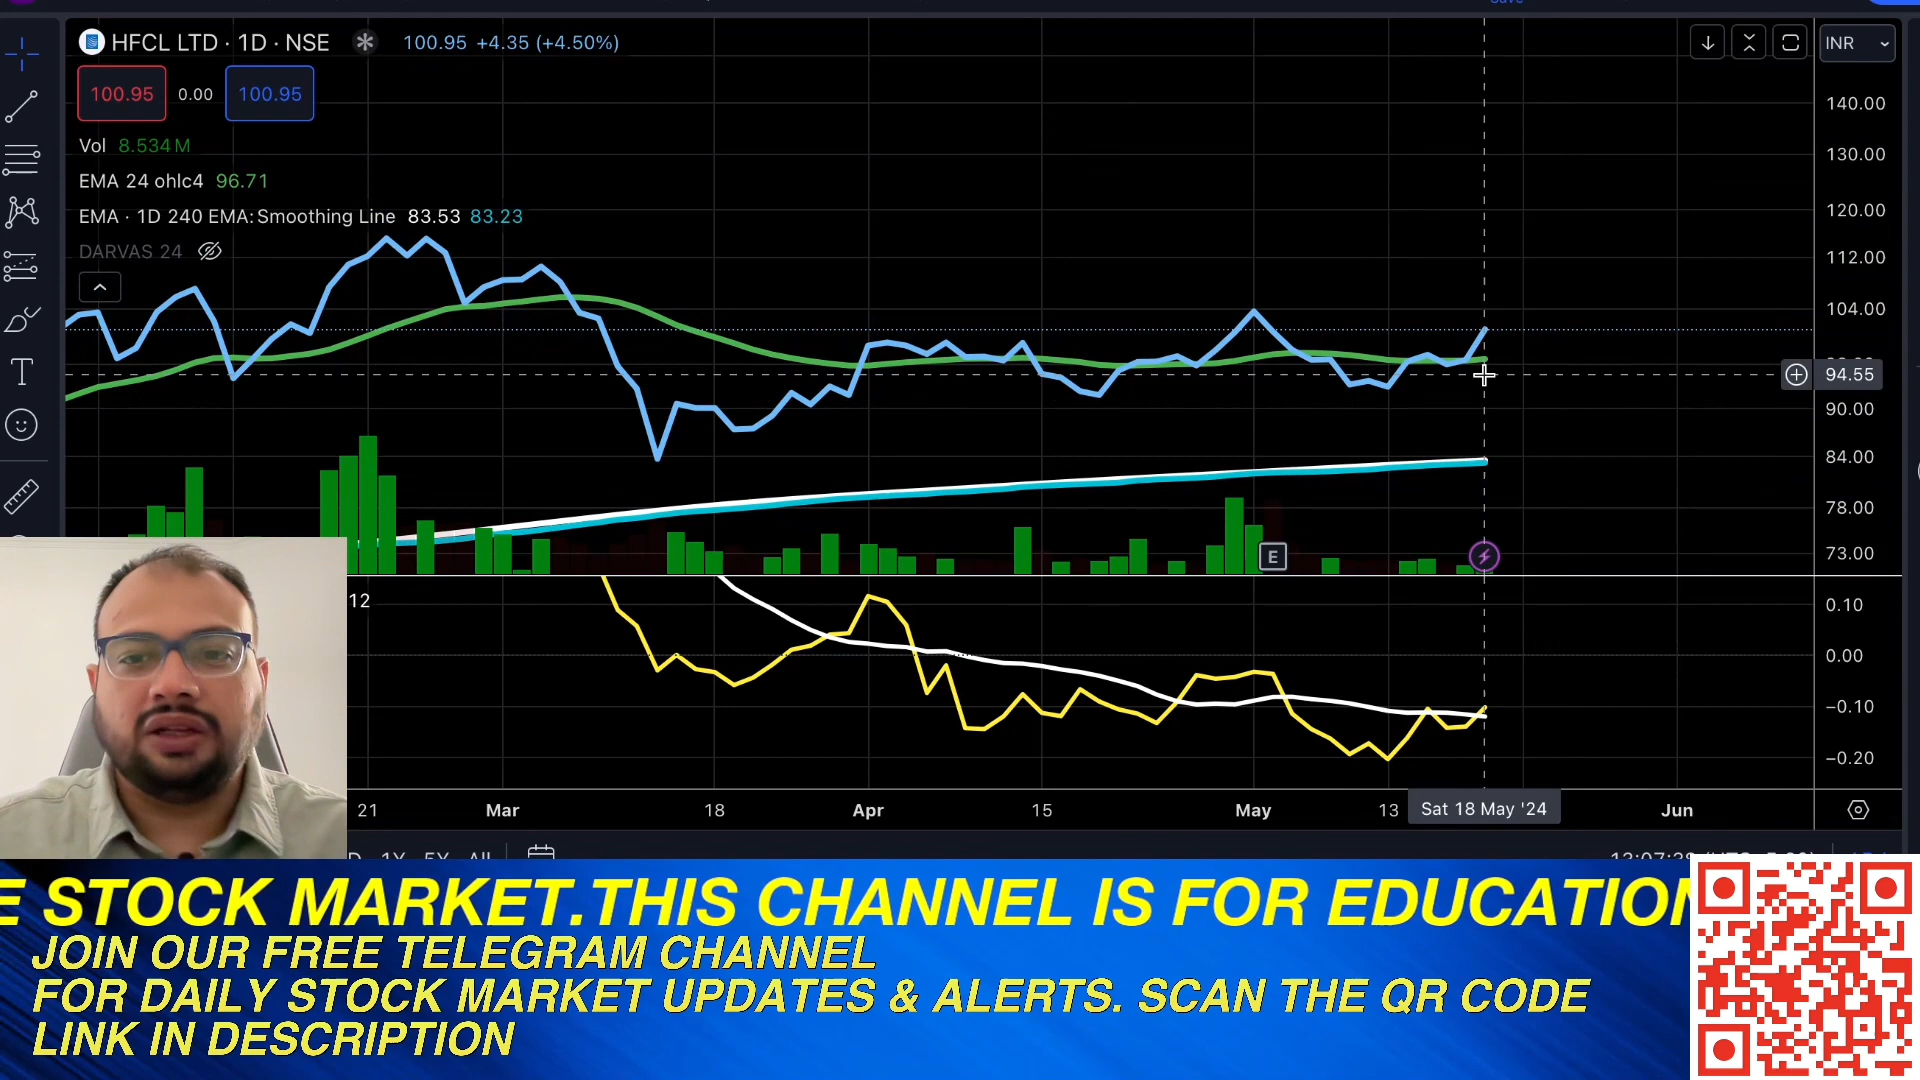 HFCL LTD · 1D · NSE 100.95 +4.35 (+4.50%)
INR
100.95 0.00 100.95
Vol 8.534 M
EMA 24 ohlc4 96.71
EMA · 1D 240 EMA: Smoothing Line 83.53 83.23
DARVAS 24
140.00
130.00
120.00
112.00
104.00
94.55
90.00
84.00
78.00
73.00
E
12
0.10
0.00
−0.10
−0.20
21 Mar 18 Apr 15 May 13 Sat 18 May '24 Jun
E STOCK MARKET.THIS CHANNEL IS FOR EDUCATION
JOIN OUR FREE TELEGRAM CHANNEL
FOR DAILY STOCK MARKET UPDATES & ALERTS. SCAN THE QR CODE
LINK IN DESCRIPTION